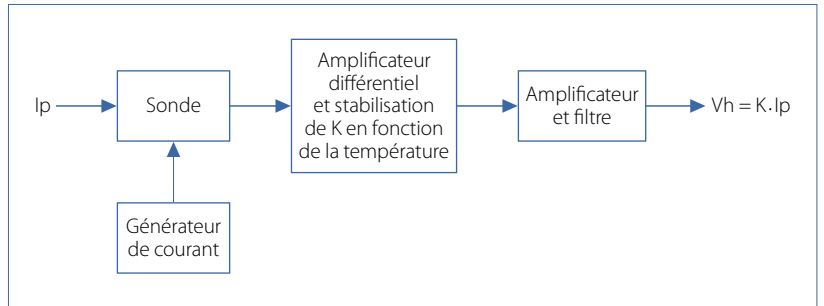 Ip
Sonde
Amplificateur
différentiel
et stabilisation
de K en fonction
de la température
Amplificateur
et filtre
Vh = K.Ip
Générateur
de courant